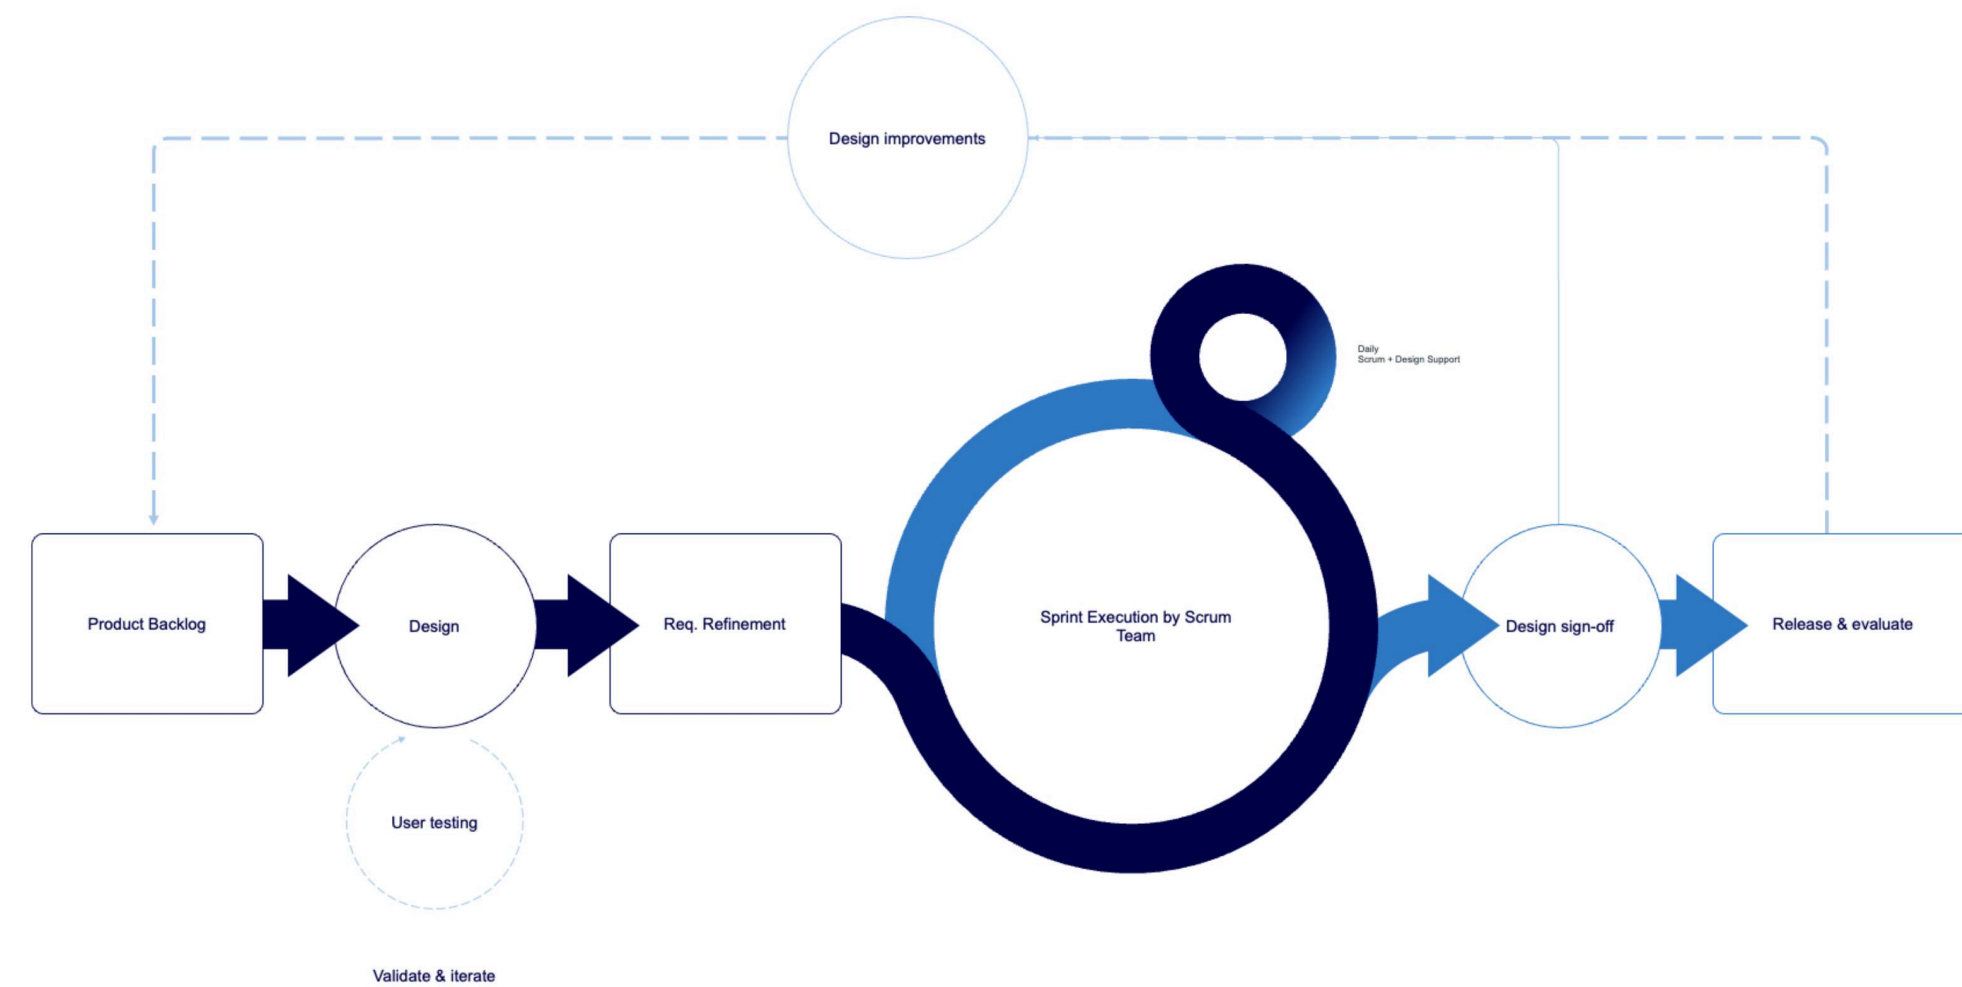 Design improvements
Daily
Scrum + Design Support
Product Backlog
Design
Req. Refinement
Sprint Execution by Scrum
Team
Design sign-off
Release & evaluate
User testing
Validate & iterate